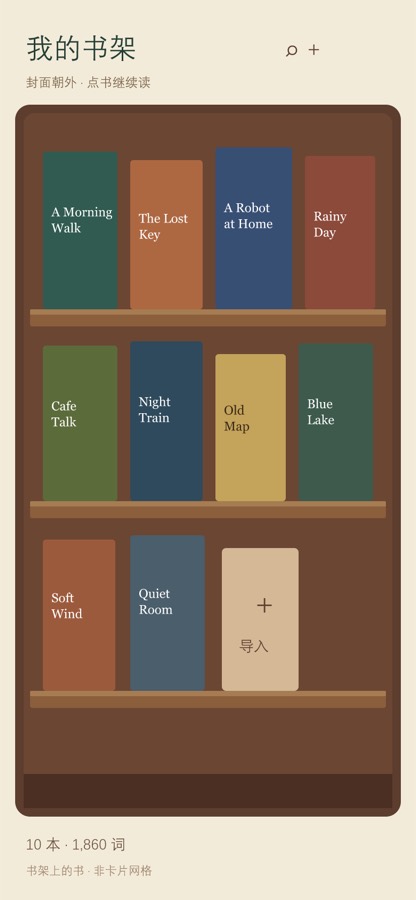 我的书架
封面朝外 · 点书继续读
A Morning
Walk
The Lost
Key
A Robot
at Home
Rainy
Day
Cafe
Talk
Night
Train
Old
Map
Blue
Lake
Soft
Wind
Quiet
Room
+
导入
10 本 · 1,860 词
书架上的书 · 非卡片网格